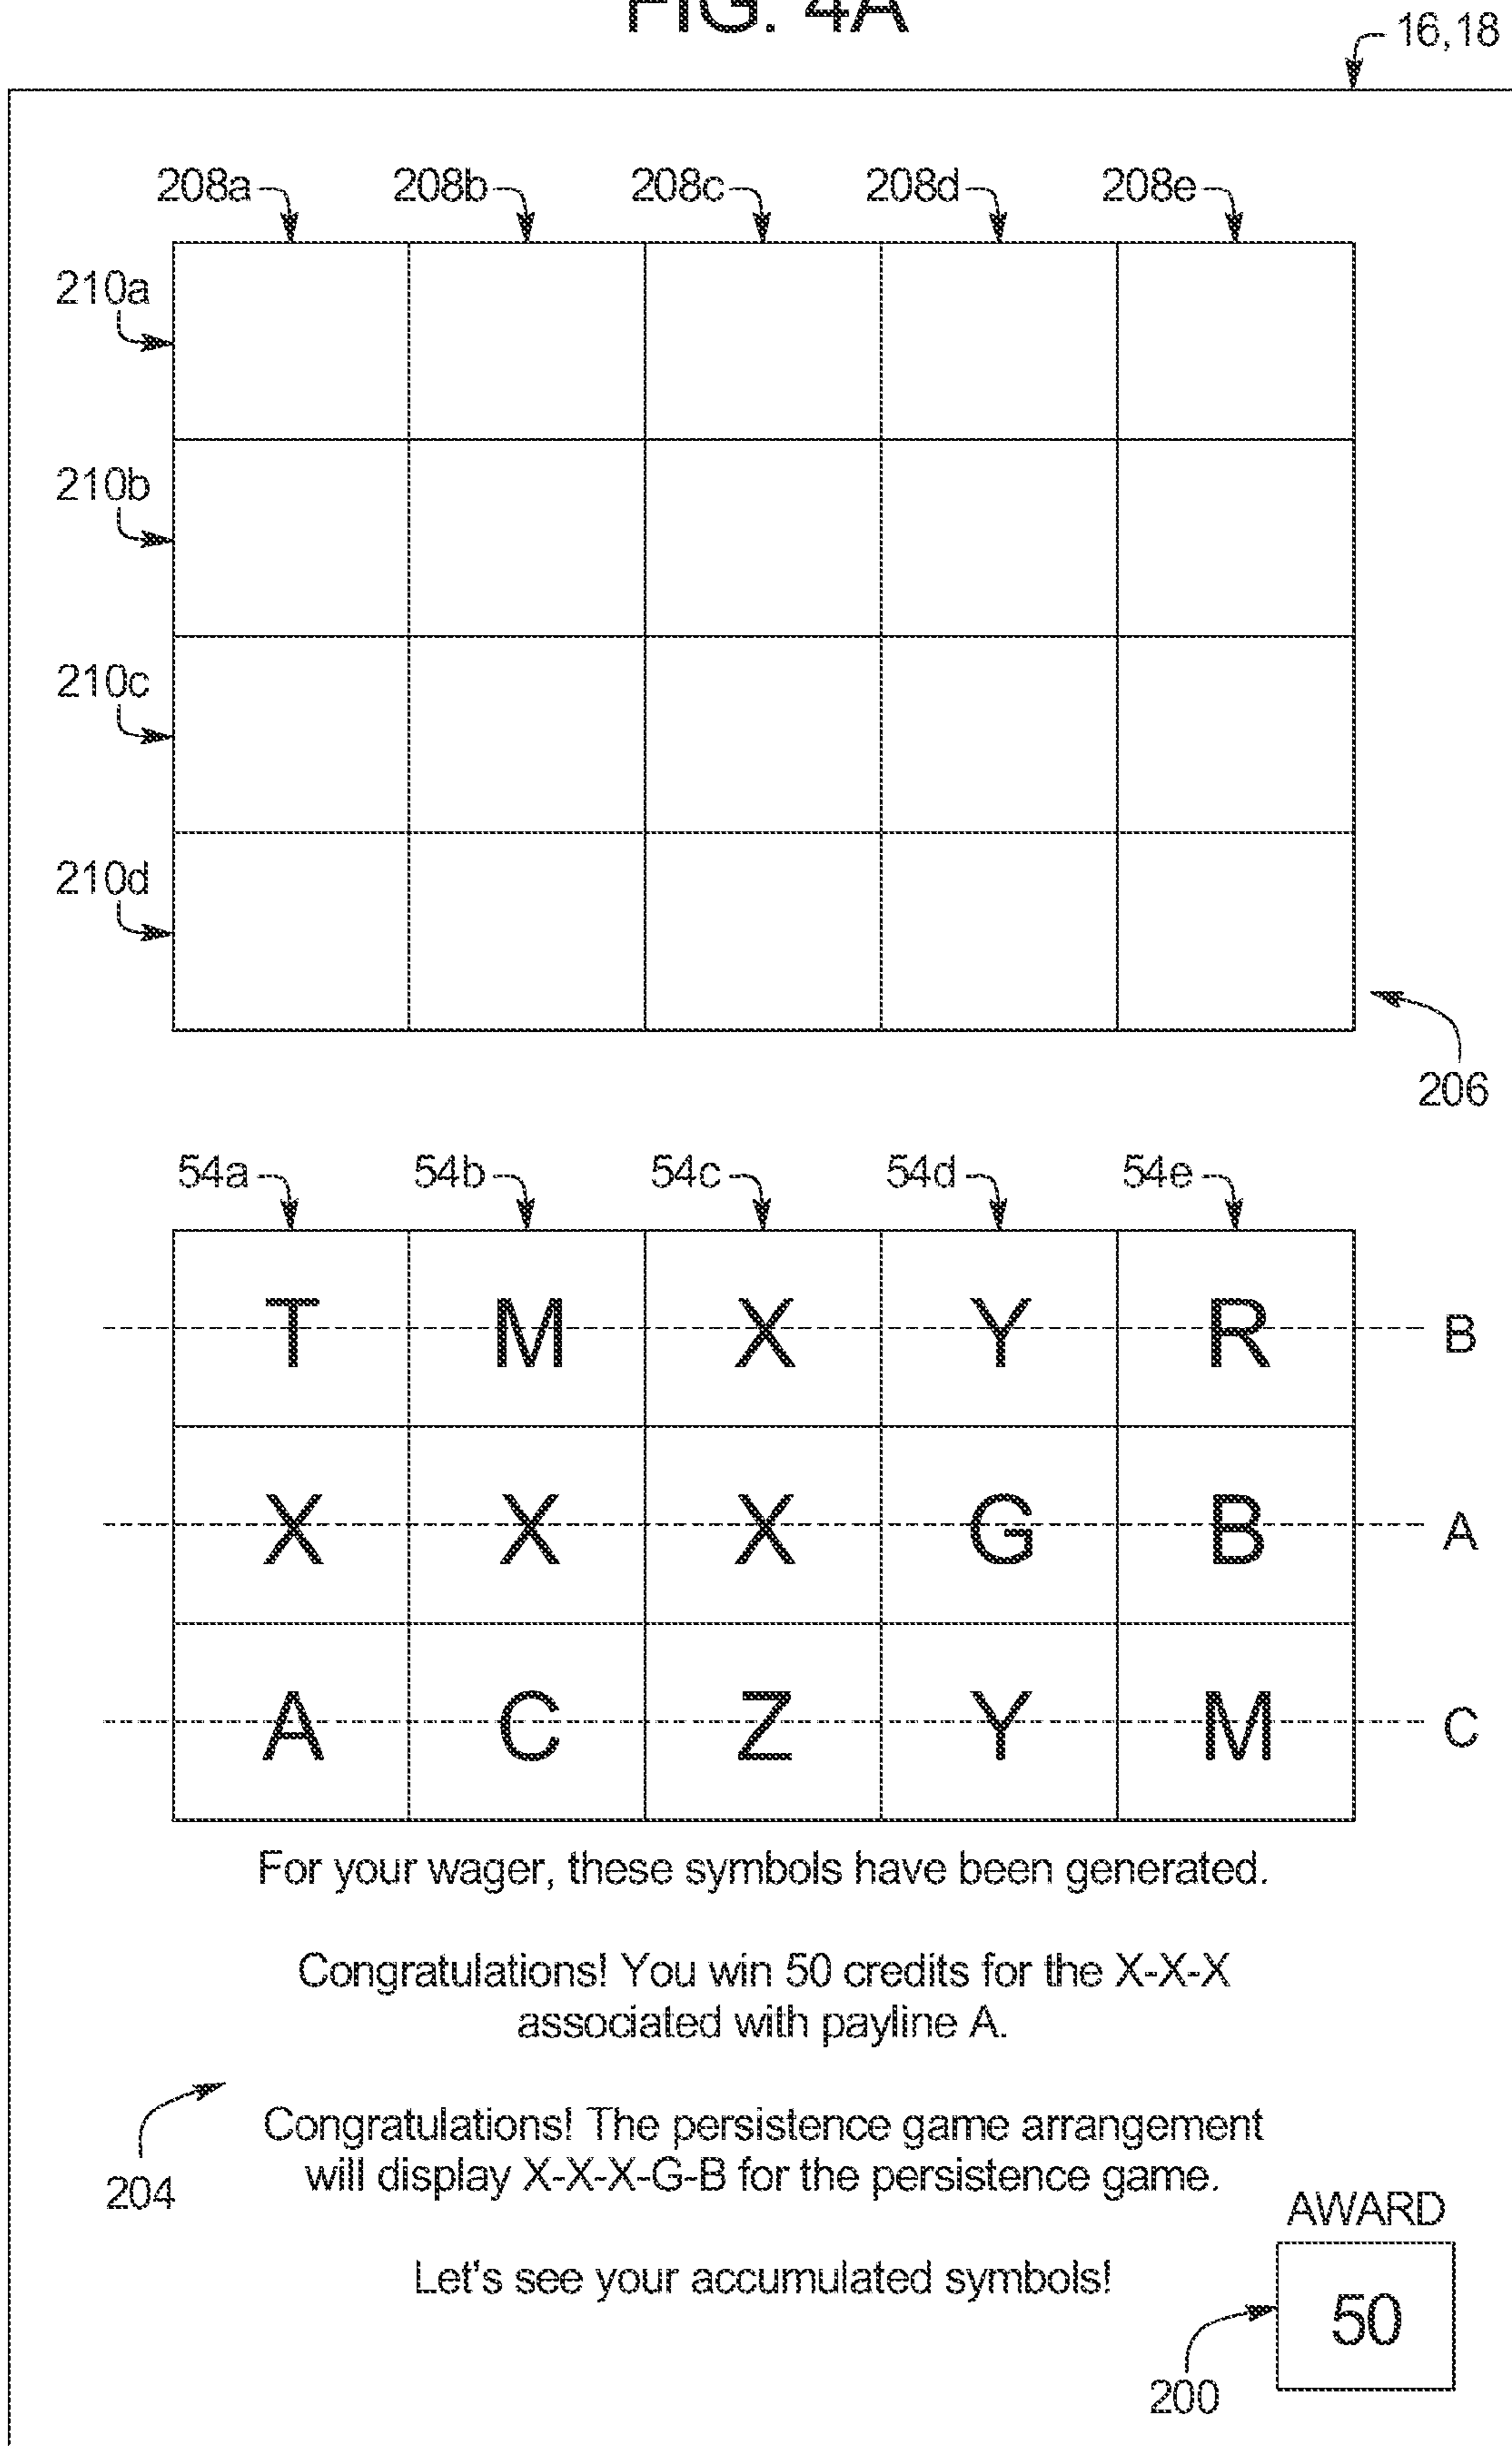 FIG. 4A
16,18
208a 208b 208c 208d 208e
210a
210b
210c
210d
206
54a 54b 54c 54d 54e
T M X Y R B
X X X G B A
A C Z Y M C
For your wager, these symbols have been generated.
Congratulations! You win 50 credits for the X-X-X
associated with payline A.
Congratulations! The persistence game arrangement
will display X-X-X-G-B for the persistence game.
204
AWARD
Let's see your accumulated symbols!
50
200